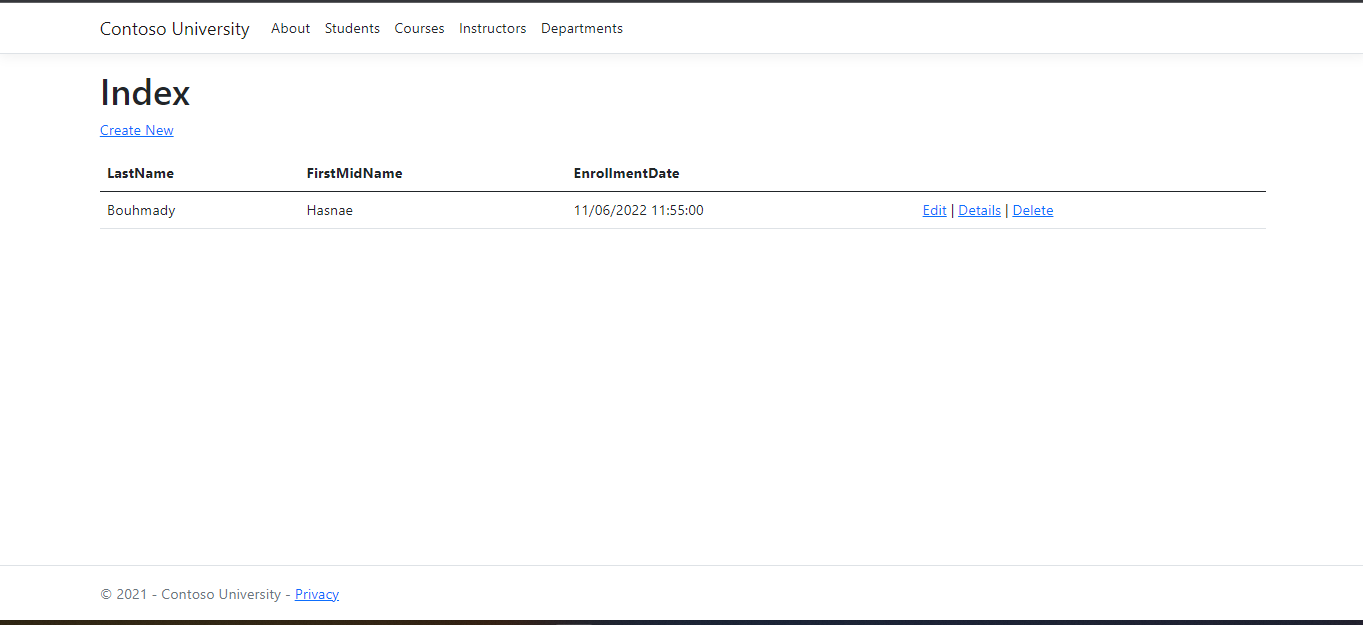 Contoso University About Students Courses Instructors Departments
Index
Create New
LastName FirstMidName EnrollmentDate
Bouhmady Hasnae 11/06/2022 11:55:00 Edit | Details | Delete
© 2021 - Contoso University - Privacy